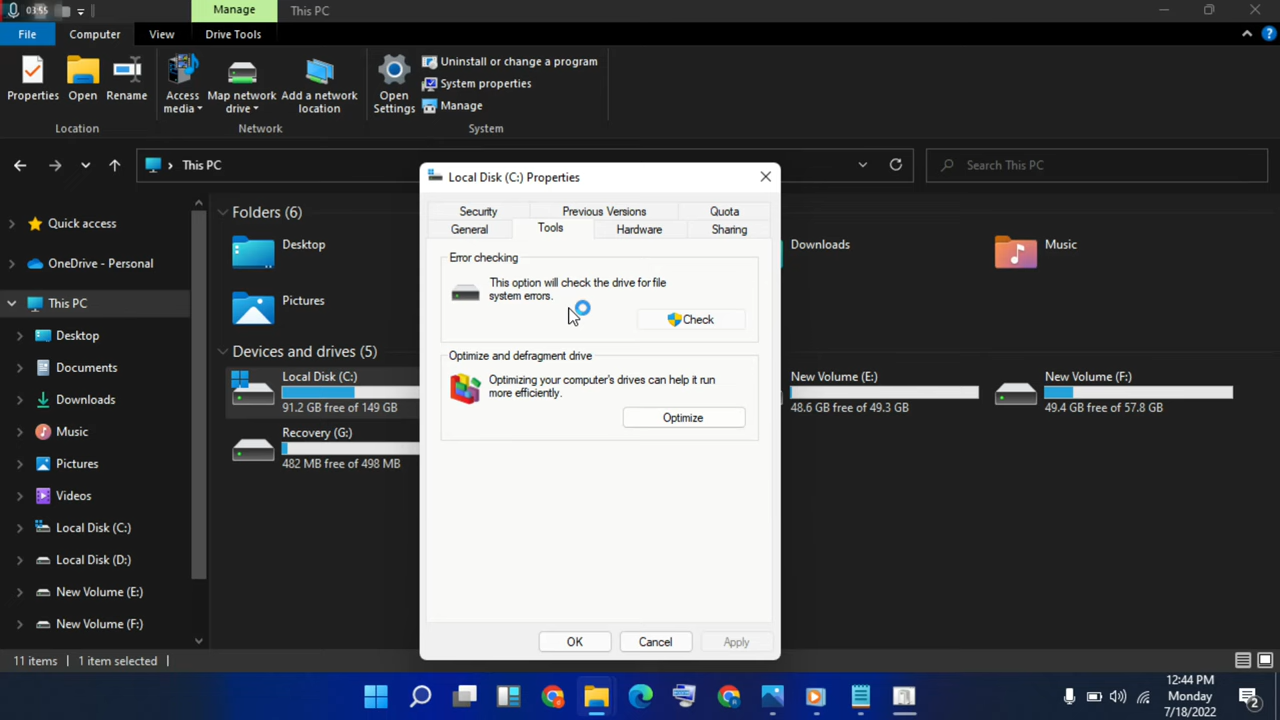 03:55
Manage
This PC
File
Computer
View
Drive Tools
Properties
Open
Rename
Access media
Map network drive
Add a network location
Open Settings
Uninstall or change a program
System properties
Manage
Location
Network
System
This PC
Search This PC
Quick access
OneDrive - Personal
This PC
Desktop
Documents
Downloads
Music
Pictures
Videos
Local Disk (C:)
Local Disk (D:)
New Volume (E:)
New Volume (F:)
Folders (6)
Desktop
Downloads
Music
Pictures
Devices and drives (5)
Local Disk (C:)
91.2 GB free of 149 GB
New Volume (E:)
48.6 GB free of 49.3 GB
New Volume (F:)
49.4 GB free of 57.8 GB
Recovery (G:)
482 MB free of 498 MB
Local Disk (C:) Properties
Security
Previous Versions
Quota
General
Tools
Hardware
Sharing
Error checking
This option will check the drive for file
system errors.
Check
Optimize and defragment drive
Optimizing your computer's drives can help it run
more efficiently.
Optimize
OK
Cancel
Apply
11 items
1 item selected
12:44 PM
Monday
7/18/2022
2